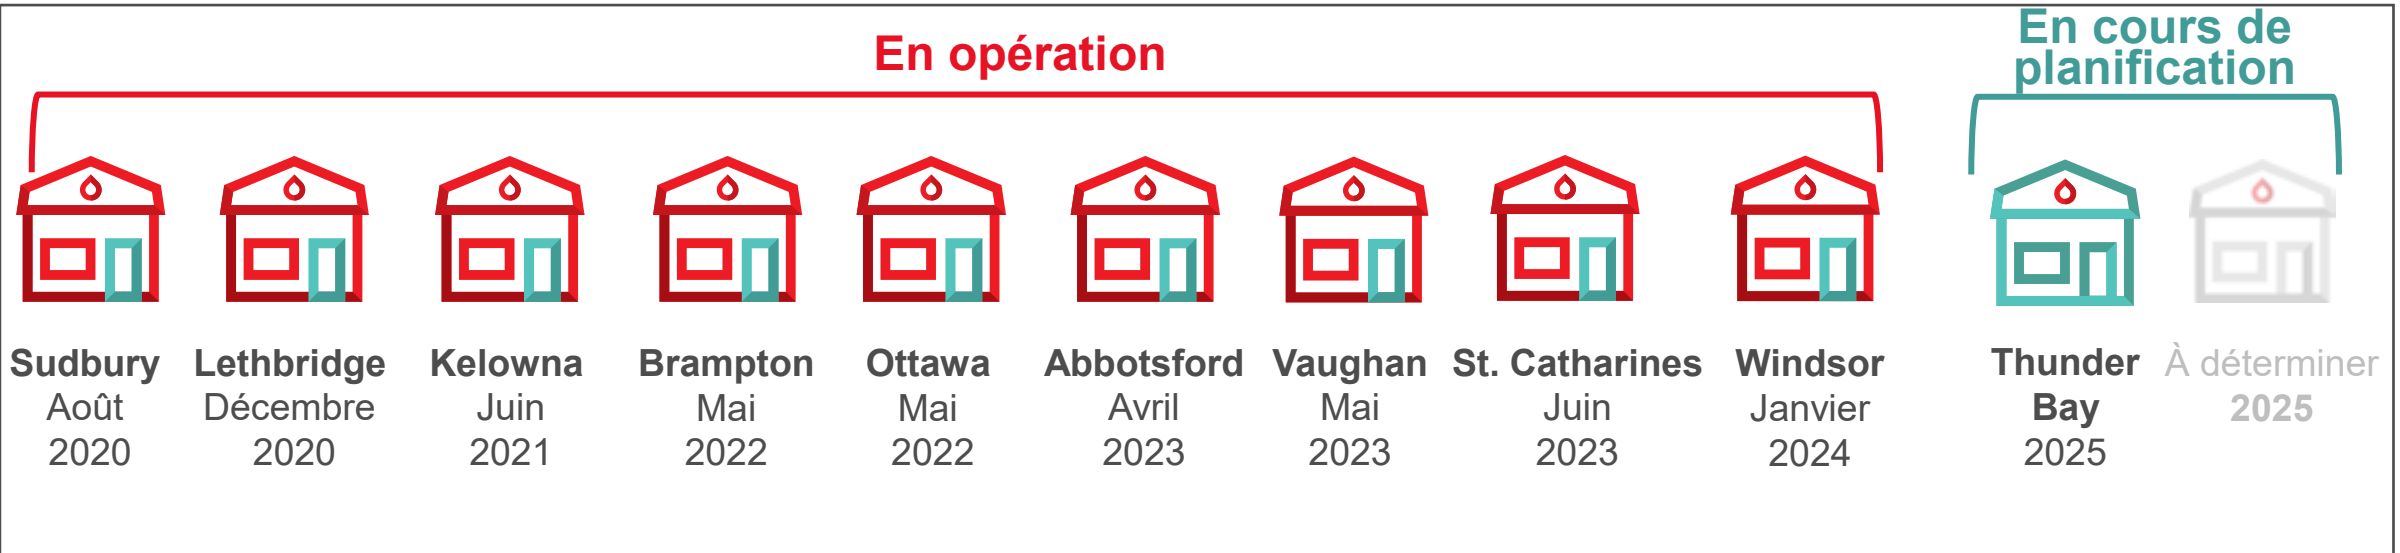 En opération
En cours de
planification
Sudbury
Août
2020
Lethbridge
Décembre
2020
Kelowna
Juin
2021
Brampton
Mai
2022
Ottawa
Mai
2022
Abbotsford
Avril
2023
Vaughan
Mai
2023
St. Catharines
Juin
2023
Windsor
Janvier
2024
Thunder
Bay
2025
À déterminer
2025